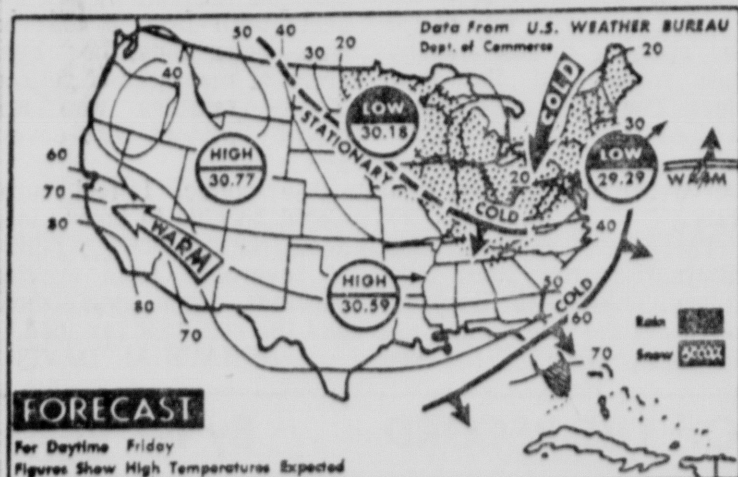 Data From U.S. WEATHER BUREAU
Dept. of Commerce
50 40 30 20
20
40
COLD
LOW
30.18
STATIONARY
HIGH
30.77
LOW
29.29
30
WARM
60
70
80
20
COLD
40
WARM
HIGH
30.59
50
COLD
60
80
70
70
Rain
Snow
FORECAST
For Daytime Friday
Figures Show High Temperatures Expected